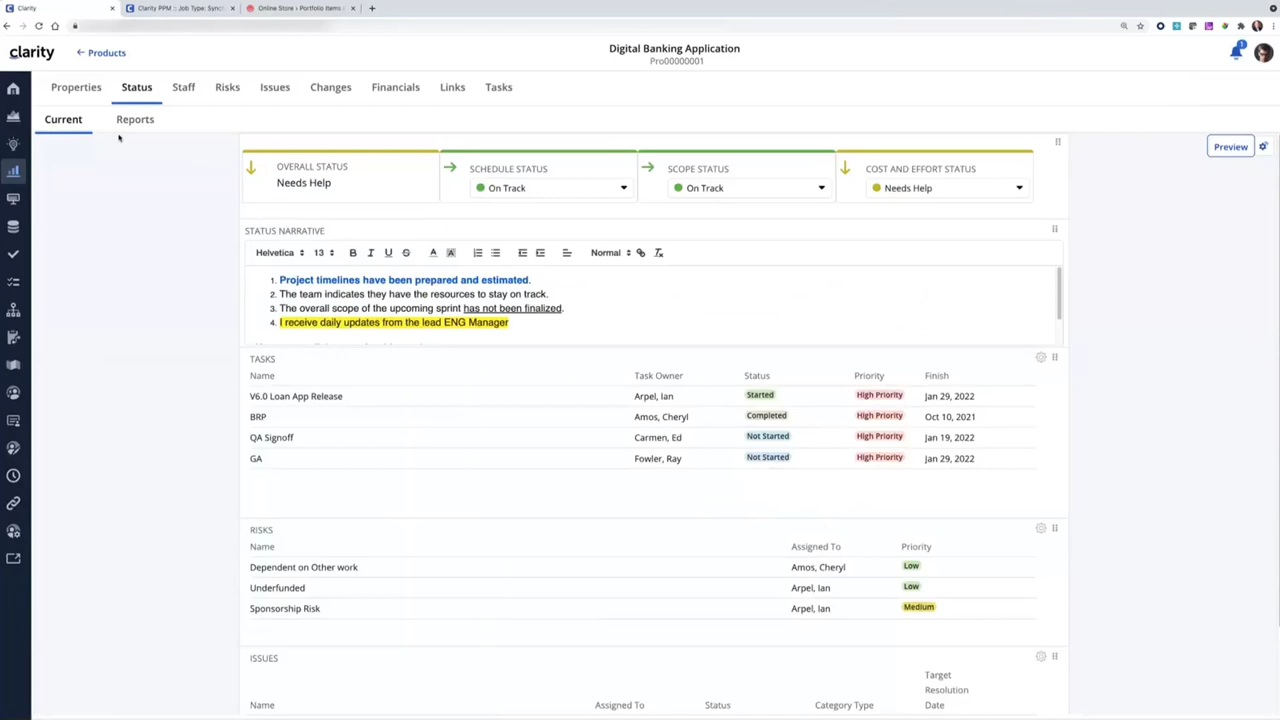 Clarity
Clarity PPM :: Job Type: Sync
Online Store › Portfolio Items
clarity
Products
Digital Banking Application
Pro00000001
1
Properties
Status
Staff
Risks
Issues
Changes
Financials
Links
Tasks
Current
Reports
Preview
OVERALL STATUS
Needs Help
SCHEDULE STATUS
On Track
SCOPE STATUS
On Track
COST AND EFFORT STATUS
Needs Help
STATUS NARRATIVE
Helvetica 13 B I U S A A Normal
1. Project timelines have been prepared and estimated.
2. The team indicates they have the resources to stay on track.
3. The overall scope of the upcoming sprint has not been finalized.
4. I receive daily updates from the lead ENG Manager
TASKS
Name Task Owner Status Priority Finish
V6.0 Loan App Release Arpel, Ian Started High Priority Jan 29, 2022
BRP Amos, Cheryl Completed High Priority Oct 10, 2021
QA Signoff Carmen, Ed Not Started High Priority Jan 19, 2022
GA Fowler, Ray Not Started High Priority Jan 29, 2022
RISKS
Name Assigned To Priority
Dependent on Other work Amos, Cheryl Low
Underfunded Arpel, Ian Low
Sponsorship Risk Arpel, Ian Medium
ISSUES
Target
Resolution
Name Assigned To Status Category Type Date